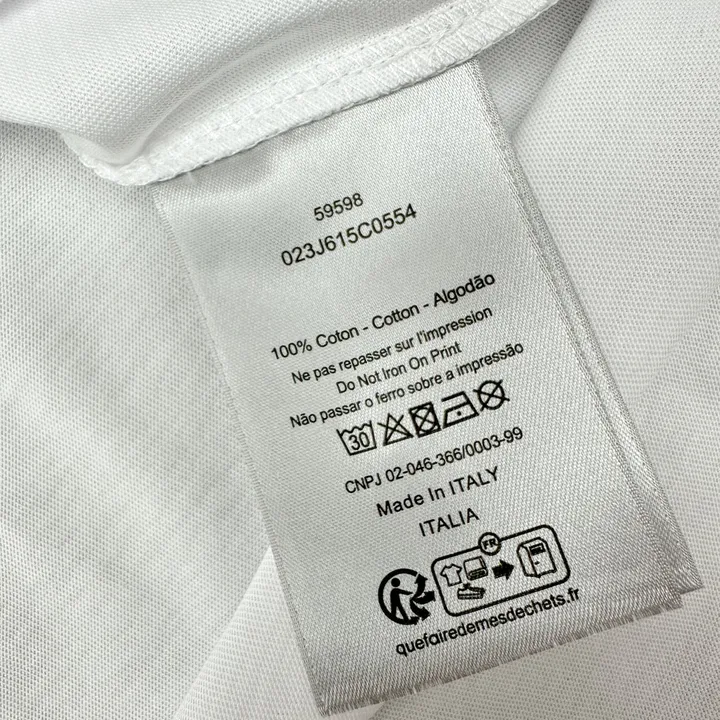 59598
023J615C0554
100% Coton - Cotton - Algodão
Ne pas repasser sur l'impression
Do Not Iron On Print
Não passar o ferro sobre a impressão
30
CNPJ 02-046-366/0003-99
Made In ITALY
ITALIA
FR
quefairedemesdechets.fr